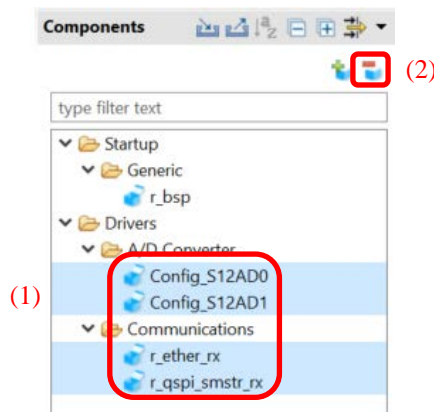 Components
(2)
type filter text
Startup
Generic
r_bsp
Drivers
A/D Converter
Config_S12AD0
(1)
Config_S12AD1
Communications
r_ether_rx
r_qspi_smstr_rx